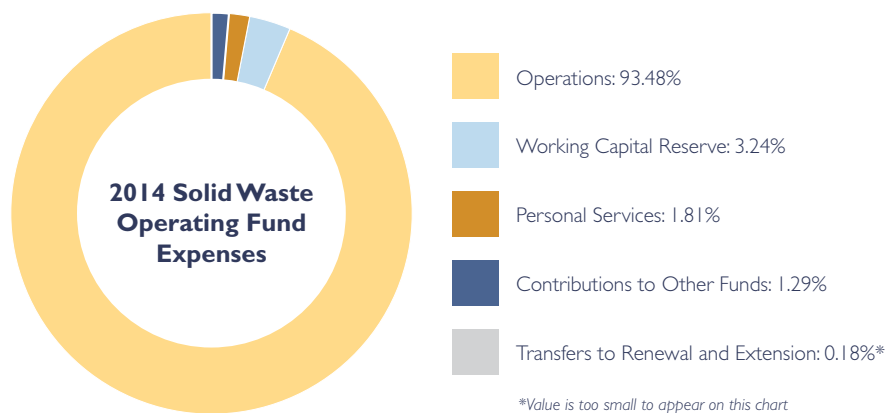 2014 Solid Waste
Operating Fund
Expenses
Operations: 93.48%
Working Capital Reserve: 3.24%
Personal Services: 1.81%
Contributions to Other Funds: 1.29%
Transfers to Renewal and Extension: 0.18%*
*Value is too small to appear on this chart